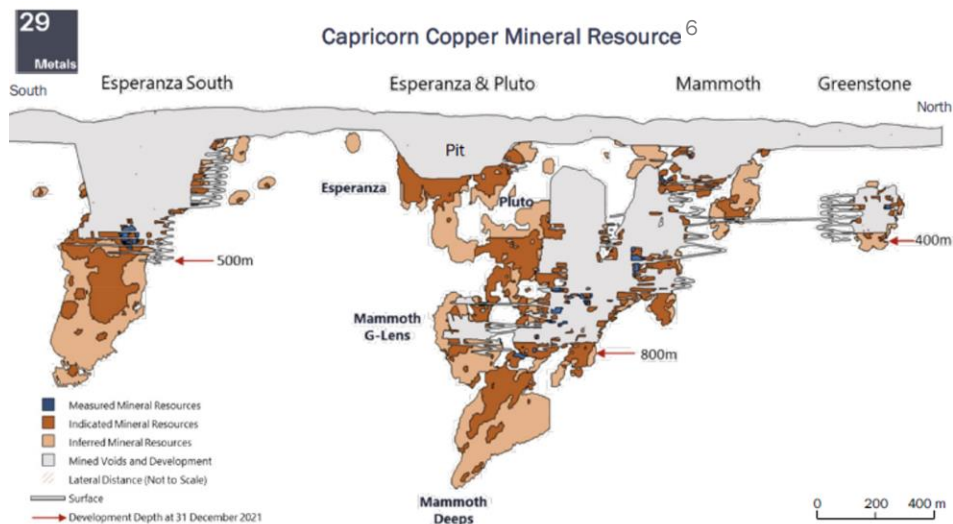 29
Metals
Capricorn Copper Mineral Resource 6
Esperanza South
Esperanza & Pluto
Mammoth
Greenstone
South
North
Pit
Esperanza
Pluto
400m
500m
Mammoth
G-Lens
800m
Measured Mineral Resources
Indicated Mineral Resources
Inferred Mineral Resources
Mined Voids and Development
Lateral Distance (Not to Scale)
Surface
Development Depth at 31 December 2021
Mammoth
Deeps
0 200 400 m